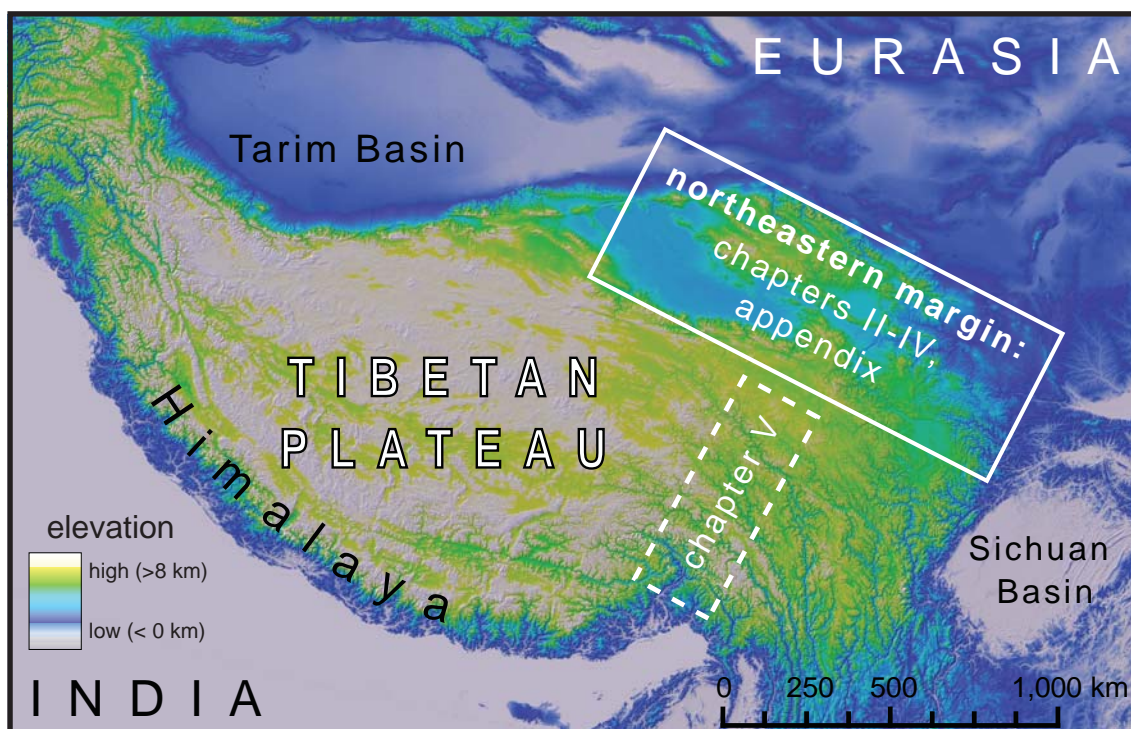 E U R A S I A
Tarim Basin
northeastern margin:
chapters II-IV,
appendix
T I B E T A N
P L A T E A U
Himalaya
chapter V
Sichuan
Basin
elevation
high (>8 km)
low (< 0 km)
I N D I A
0 250 500 1,000 km